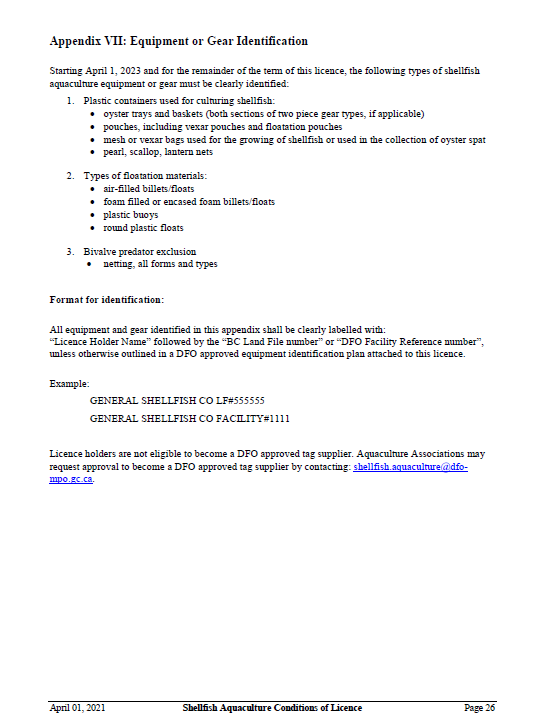 Appendix VII: Equipment or Gear Identification
Starting April 1, 2023 and for the remainder of the term of this licence, the following types of shellfish
aquaculture equipment or gear must be clearly identified:
1. Plastic containers used for culturing shellfish:
• oyster trays and baskets (both sections of two piece gear types, if applicable)
• pouches, including vexar pouches and floatation pouches
• mesh or vexar bags used for the growing of shellfish or used in the collection of oyster spat
• pearl, scallop, lantern nets
2. Types of floatation materials:
• air-filled billets/floats
• foam filled or encased foam billets/floats
• plastic buoys
• round plastic floats
3. Bivalve predator exclusion
• netting, all forms and types
Format for identification:
All equipment and gear identified in this appendix shall be clearly labelled with:
“Licence Holder Name” followed by the “BC Land File number” or “DFO Facility Reference number”,
unless otherwise outlined in a DFO approved equipment identification plan attached to this licence.
Example:
GENERAL SHELLFISH CO LF#555555
GENERAL SHELLFISH CO FACILITY#1111
Licence holders are not eligible to become a DFO approved tag supplier. Aquaculture Associations may
request approval to become a DFO approved tag supplier by contacting: shellfish.aquaculture@dfo-
mpo.gc.ca.
April 01, 2021 Shellfish Aquaculture Conditions of Licence Page 26